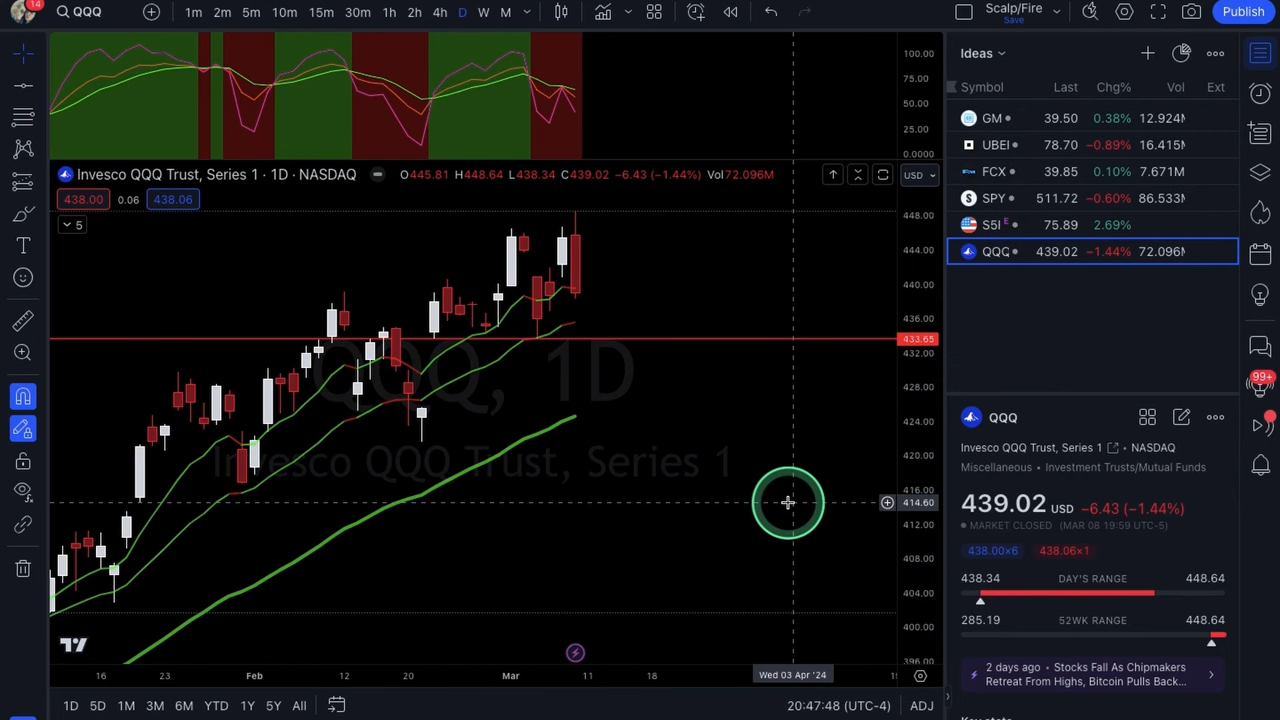 14
QQQ
1m 2m 5m 10m 15m 30m 1h 2h 4h D W M
Scalp/Fire
Save
Publish
100.00
75.00
50.00
25.00
0.0000
Invesco QQQ Trust, Series 1 · 1D · NASDAQ
O445.81 H448.64 L438.34 C439.02 −6.43 (−1.44%) Vol72.096M
USD
438.00 0.06 438.06
5
448.00
444.00
440.00
436.00
433.65
432.00
428.00
424.00
420.00
416.00
414.60
412.00
408.00
404.00
400.00
396.00
QQQ, 1D
Invesco QQQ Trust, Series 1
16 23 Feb 12 20 Mar 11 18 Wed 03 Apr '24
1D 5D 1M 3M 6M YTD 1Y 5Y All
20:47:48 (UTC-4) ADJ
Ideas
Symbol Last Chg% Vol Ext
GM 39.50 0.38% 12.924M
UBER 78.70 −0.89% 16.415M
FCX 39.85 0.10% 7.671M
SPY 511.72 −0.60% 86.533M
S5I E 75.89 2.69%
QQQ 439.02 −1.44% 72.096M
QQQ
Invesco QQQ Trust, Series 1 • NASDAQ
Miscellaneous • Investment Trusts/Mutual Funds
439.02 USD −6.43 (−1.44%)
MARKET CLOSED (MAR 08 19:59 UTC-5)
438.00×6 438.06×1
438.34 DAY'S RANGE 448.64
285.19 52WK RANGE 448.64
2 days ago • Stocks Fall As Chipmakers
Retreat From Highs, Bitcoin Pulls Back...
99+